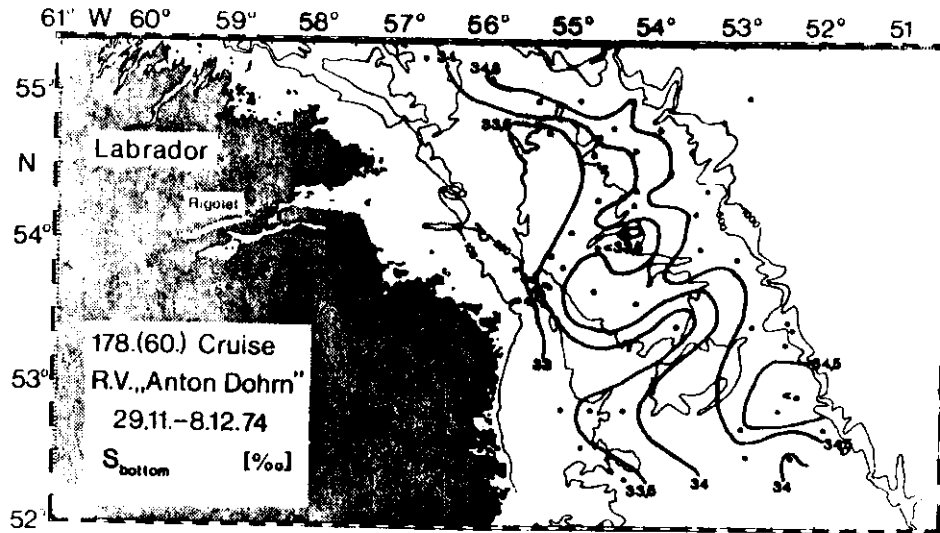 61° W 60° 59° 58° 57° 56° 55° 54° 53° 52° 51
55°
N
54°
53°
52°
Labrador
Rigolet
34
34,5
33,5
33
34,5
34,5
33,5
34
34
178.(60.) Cruise
R.V.„Anton Dohrn"
29.11.–8.12.74
S bottom [‰]